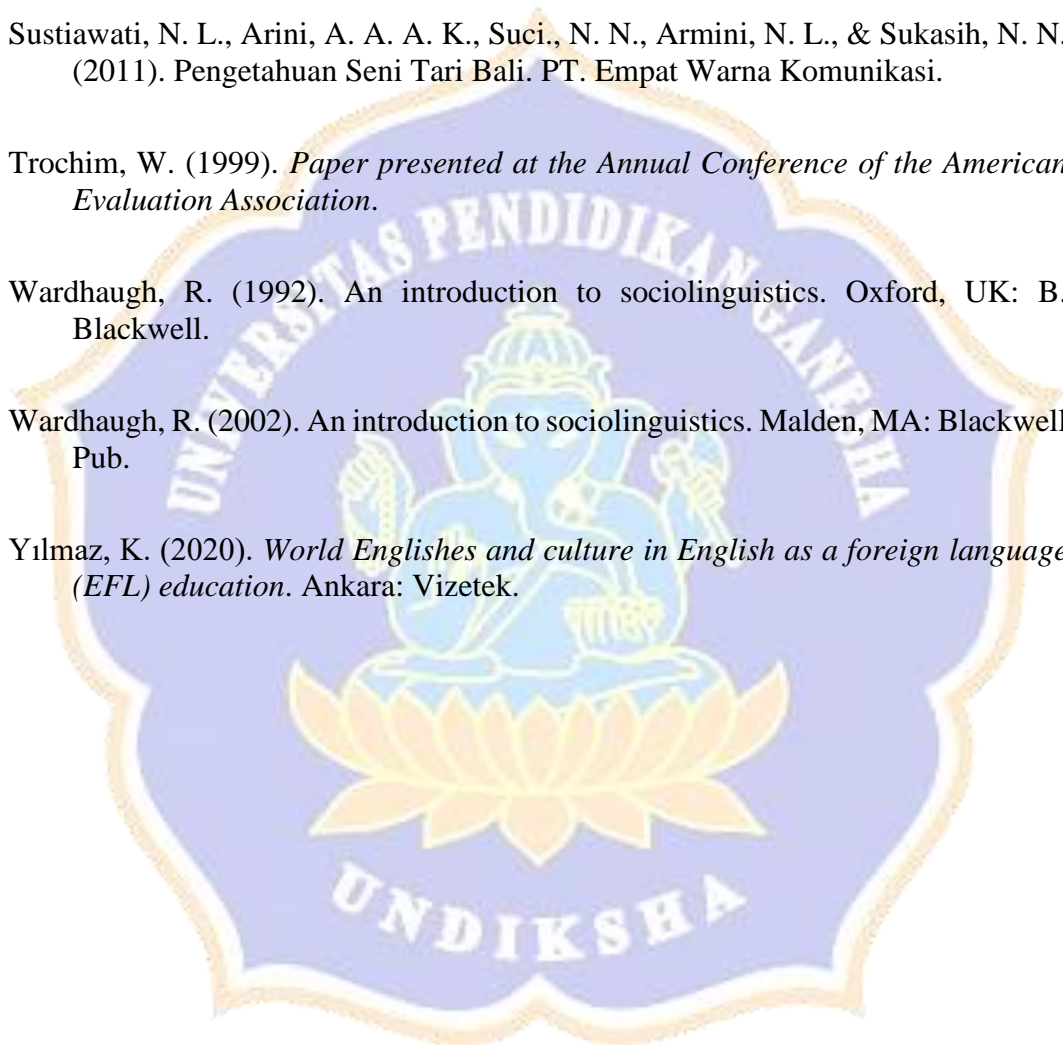 Sustiawati, N. L., Arini, A. A. A. K., Suci., N. N., Armini, N. L., & Sukasih, N. N.
(2011). Pengetahuan Seni Tari Bali. PT. Empat Warna Komunikasi.
Trochim, W. (1999). Paper presented at the Annual Conference of the American
Evaluation Association.
Wardhaugh, R. (1992). An introduction to sociolinguistics. Oxford, UK: B.
Blackwell.
Wardhaugh, R. (2002). An introduction to sociolinguistics. Malden, MA: Blackwell
Pub.
Yılmaz, K. (2020). World Englishes and culture in English as a foreign language
(EFL) education. Ankara: Vizetek.
UNIVERSITAS PENDIDIKAN GANESHA
UNDIKSHA